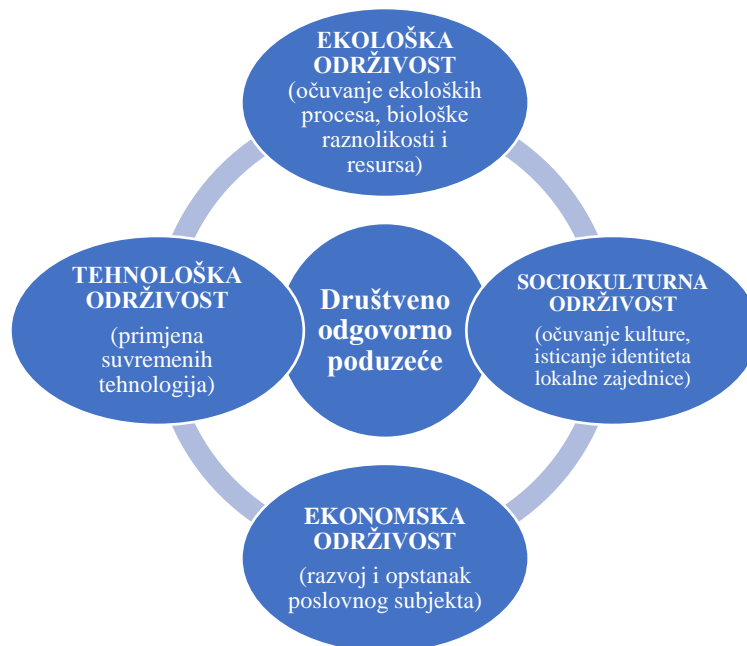 EKOLOŠKA
ODRŽIVOST
(očuvanje ekoloških
procesa, biološke
raznolikosti i
resursa)
TEHNOLOŠKA
ODRŽIVOST
(primjena
suvremenih
tehnologija)
Društveno
odgovorno
poduzeće
SOCIOKULTURNA
ODRŽIVOST
(očuvanje kulture,
isticanje identiteta
lokalne zajednice)
EKONOMSKA
ODRŽIVOST
(razvoj i opstanak
poslovnog subjekta)